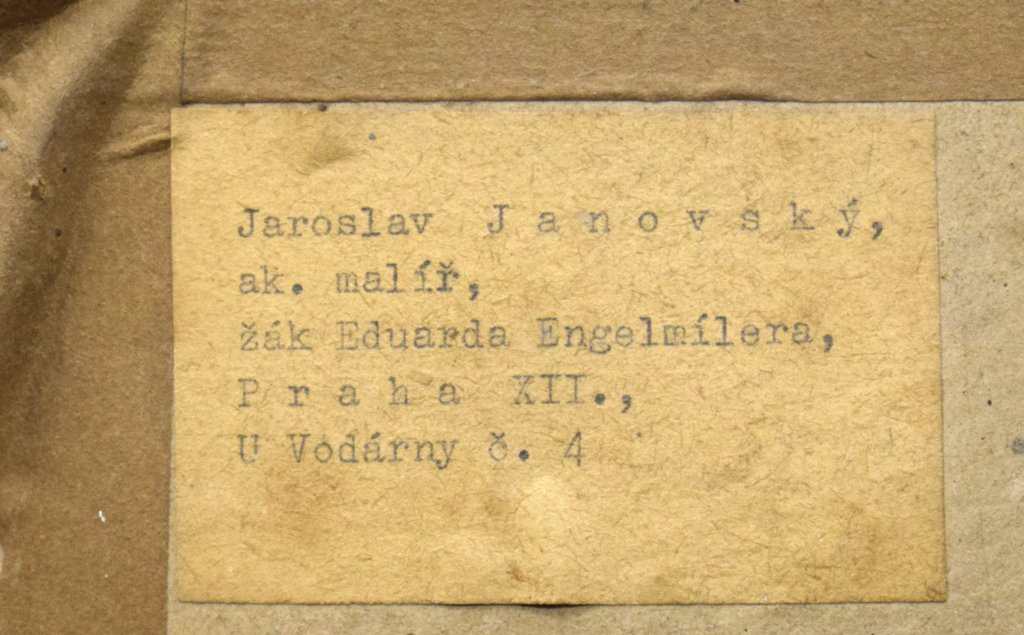 Jaroslav J a n o v s k ý,
ak. malíř,
žák Eduarda Engelmílera,
P r a h a XII.,
U Vodárny č. 4